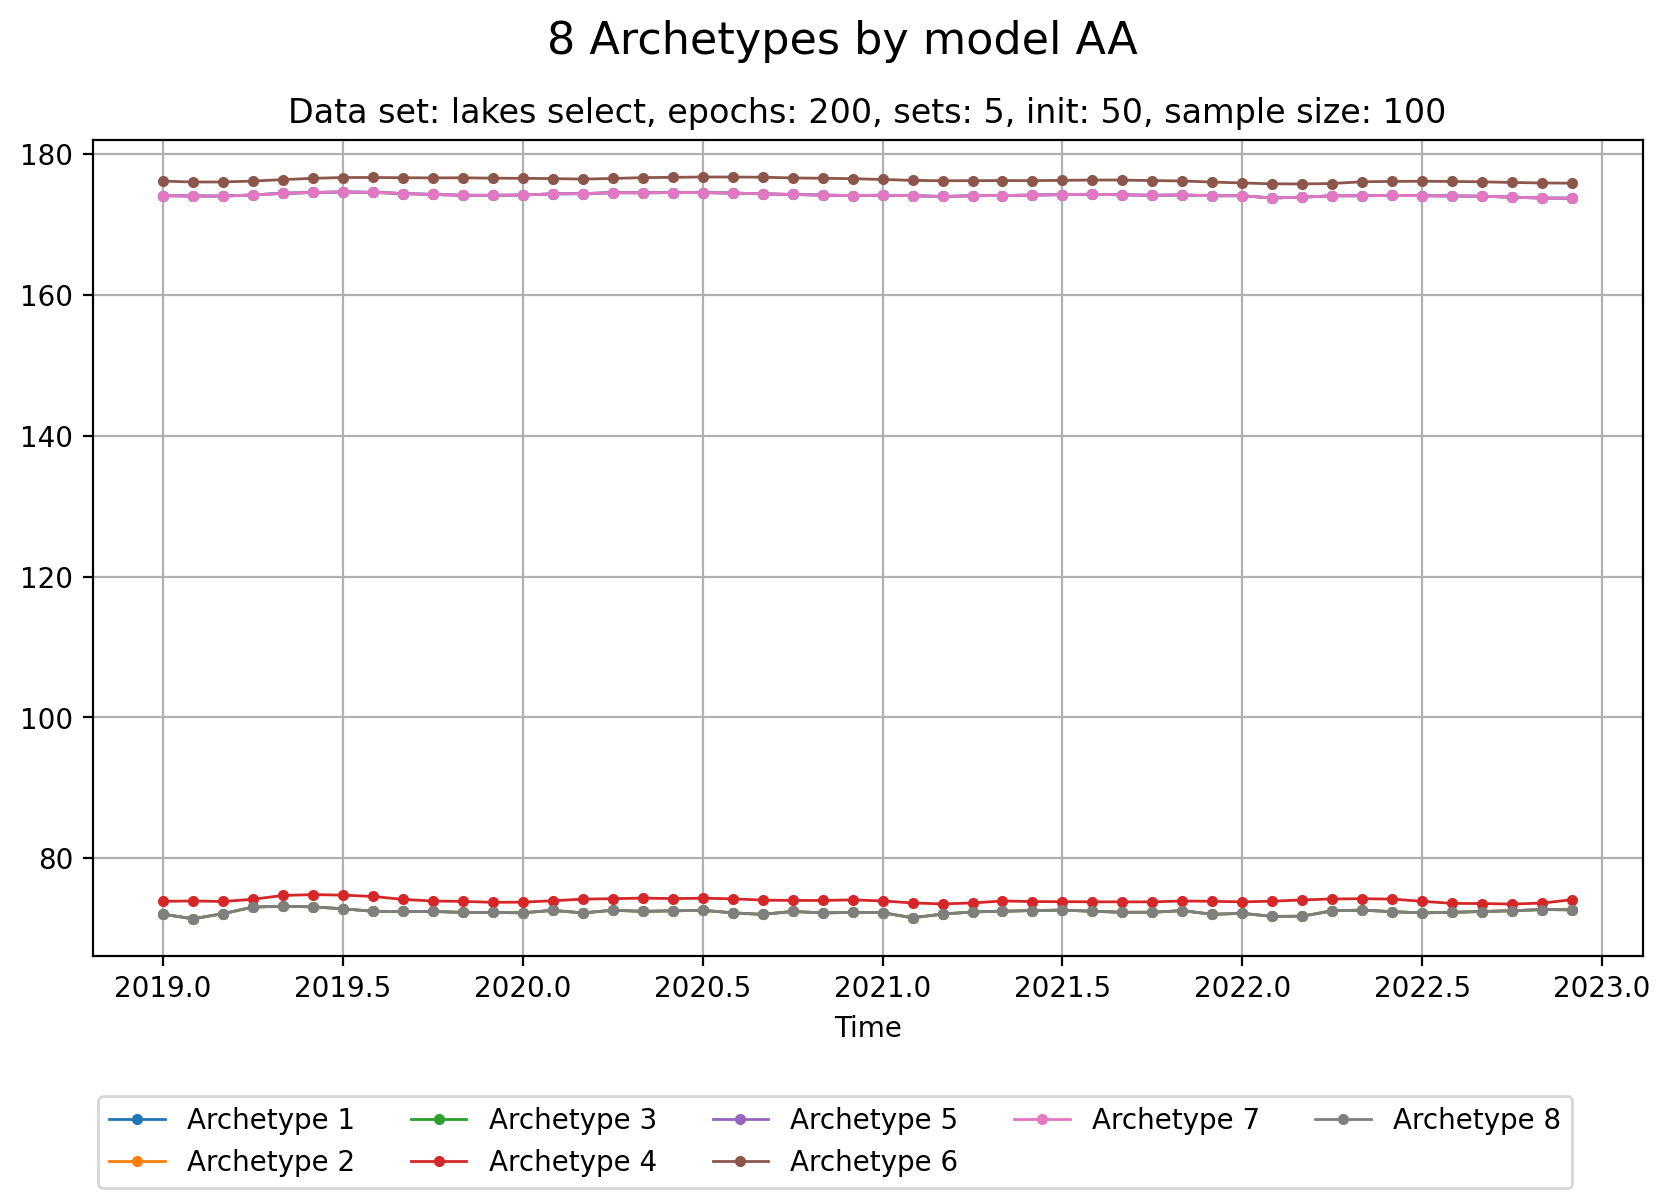 8 Archetypes by model AA
Data set: lakes select, epochs: 200, sets: 5, init: 50, sample size: 100
180
160
140
120
100
80
2019.0 2019.5 2020.0 2020.5 2021.0 2021.5 2022.0 2022.5 2023.0
Time
Archetype 1 Archetype 3 Archetype 5 Archetype 7 Archetype 8
Archetype 2 Archetype 4 Archetype 6